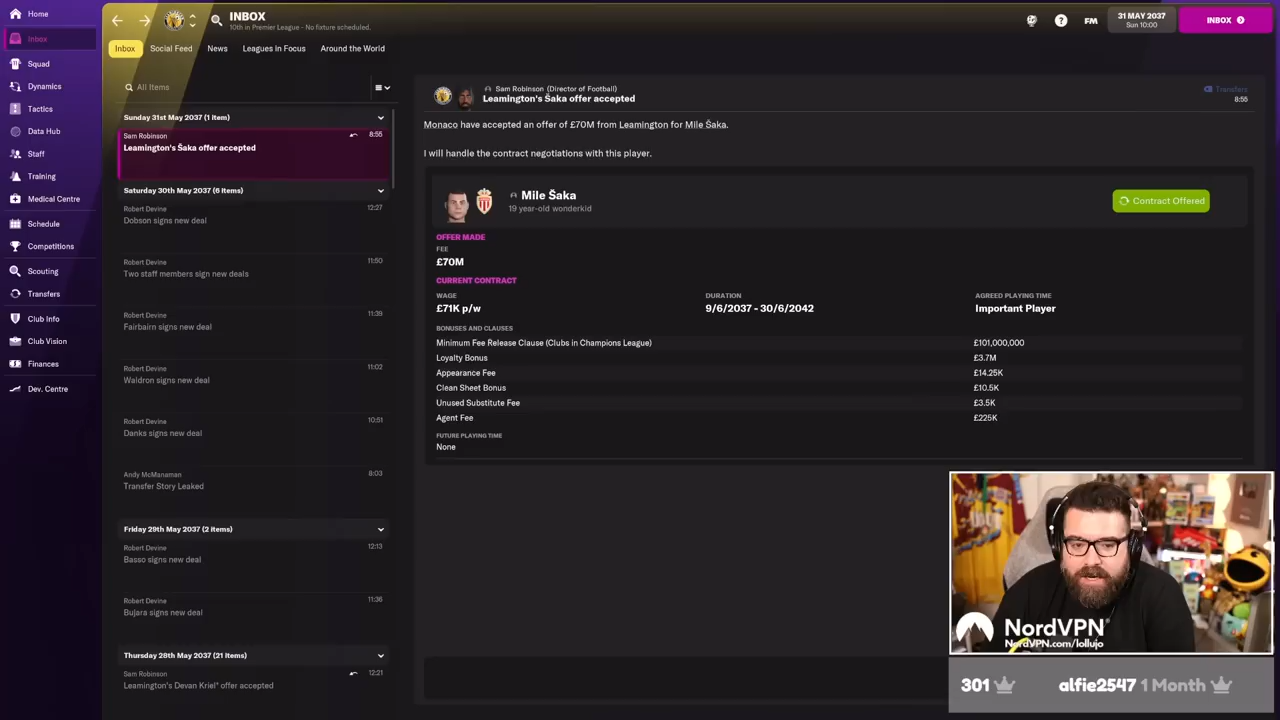 Home
Inbox
Squad
Dynamics
Tactics
Data Hub
Staff
Training
Medical Centre
Schedule
Competitions
Scouting
Transfers
Club Info
Club Vision
Finances
Dev. Centre
INBOX
10th in Premier League - No fixture scheduled.
FM
31 MAY 2037
Sun 10:00
INBOX
Inbox
Social Feed
News
Leagues In Focus
Around the World
All Items
Sunday 31st May 2037 (1 item)
Sam Robinson
8:55
Leamington's Šaka offer accepted
Saturday 30th May 2037 (6 Items)
Robert Devine
12:27
Dobson signs new deal
Robert Devine
11:50
Two staff members sign new deals
Robert Devine
11:39
Fairbairn signs new deal
Robert Devine
11:02
Waldron signs new deal
Robert Devine
10:51
Danks signs new deal
Andy McManaman
8:03
Transfer Story Leaked
Friday 29th May 2037 (2 items)
Robert Devine
12:13
Basso signs new deal
Robert Devine
11:36
Bujara signs new deal
Thursday 28th May 2037 (21 Items)
Sam Robinson
12:21
Leamington's Devan Kriel* offer accepted
Sam Robinson (Director of Football)
Leamington's Šaka offer accepted
Transfers
8:55
Monaco have accepted an offer of £70M from Leamington for Mile Šaka.
I will handle the contract negotiations with this player.
Mile Šaka
19 year-old wonderkid
Contract Offered
OFFER MADE
FEE
£70M
CURRENT CONTRACT
WAGE
£71K p/w
DURATION
9/6/2037 - 30/6/2042
AGREED PLAYING TIME
Important Player
BONUSES AND CLAUSES
Minimum Fee Release Clause (Clubs in Champions League)
£101,000,000
Loyalty Bonus
£3.7M
Appearance Fee
£14.25K
Clean Sheet Bonus
£10.5K
Unused Substitute Fee
£3.5K
Agent Fee
£225K
FUTURE PLAYING TIME
None
NordVPN
NordVPN.com/lollujo
301
alfie2547 1 Month